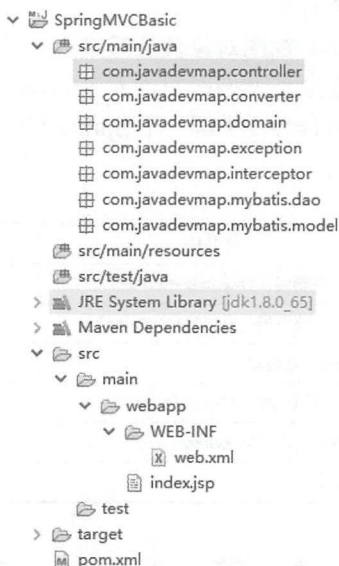 SpringMVCBasic
src/main/java
com.javadevmap.controller
com.javadevmap.converter
com.javadevmap.domain
com.javadevmap.exception
com.javadevmap.interceptor
com.javadevmap.mybatis.dao
com.javadevmap.mybatis.model
src/main/resources
src/test/java
JRE System Library [jdk1.8.0_65]
Maven Dependencies
src
main
webapp
WEB-INF
web.xml
index.jsp
test
target
pom.xml